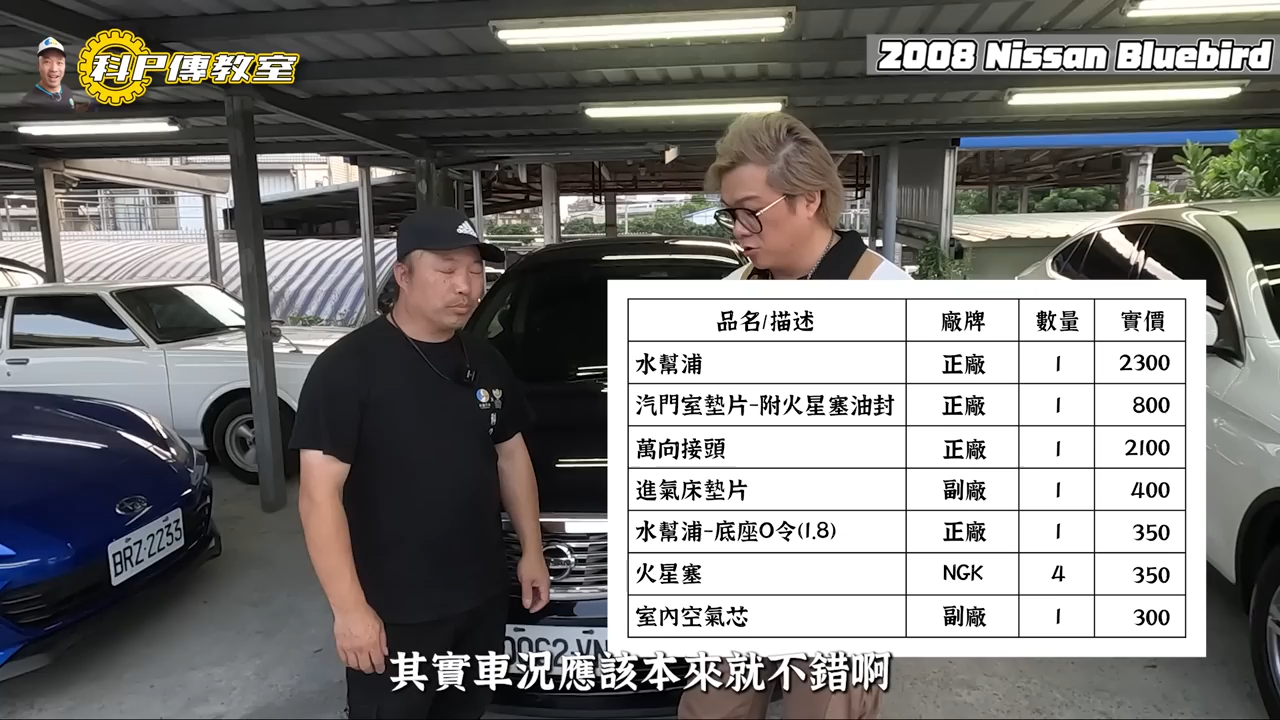 科尸傳教室
2008 Nissan Bluebird
品名/描述 廠牌 數量 實價
水幫浦 正廠 1 2300
汽門室墊片-附火星塞油封 正廠 1 800
萬向接頭 正廠 1 2100
進氣床墊片 副廠 1 400
水幫浦-底座O令(1.8) 正廠 1 350
火星塞 NGK 4 350
室內空氣芯 副廠 1 300
BRZ-2233
其實車況應該本來就不錯啊